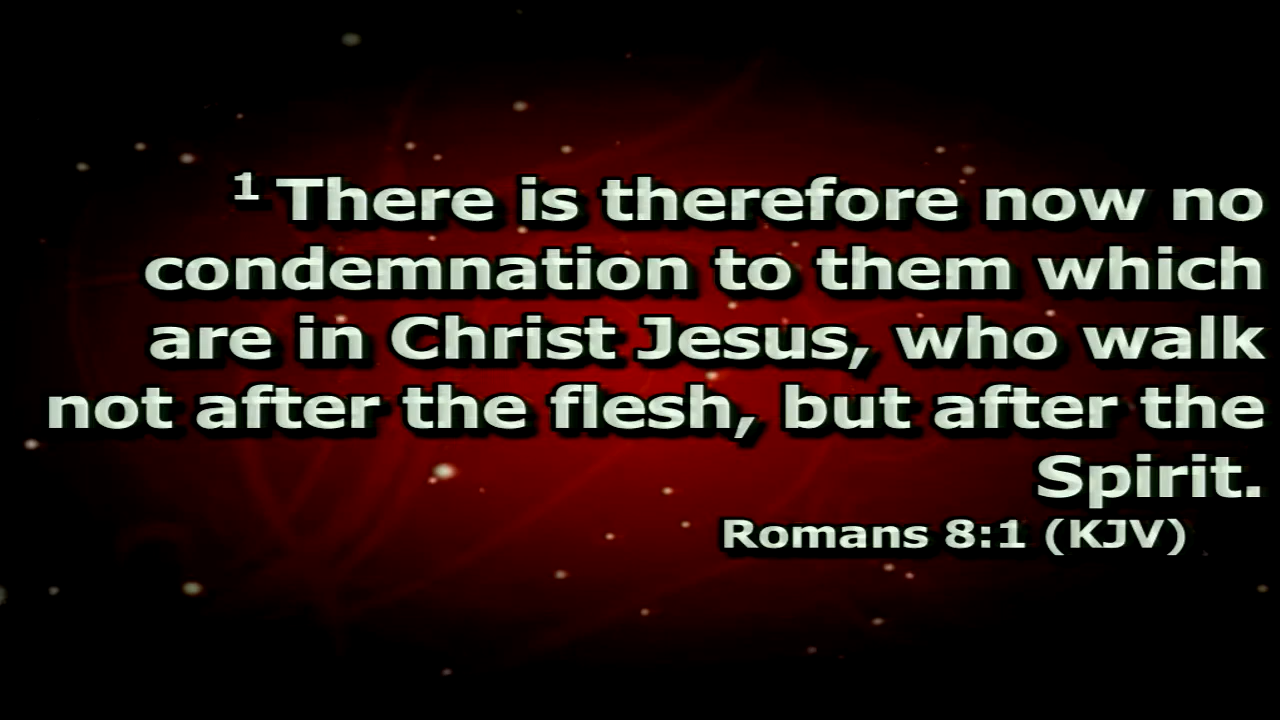 ¹ There is therefore now no
condemnation to them which
are in Christ Jesus, who walk
not after the flesh, but after the
Spirit.
Romans 8:1 (KJV)